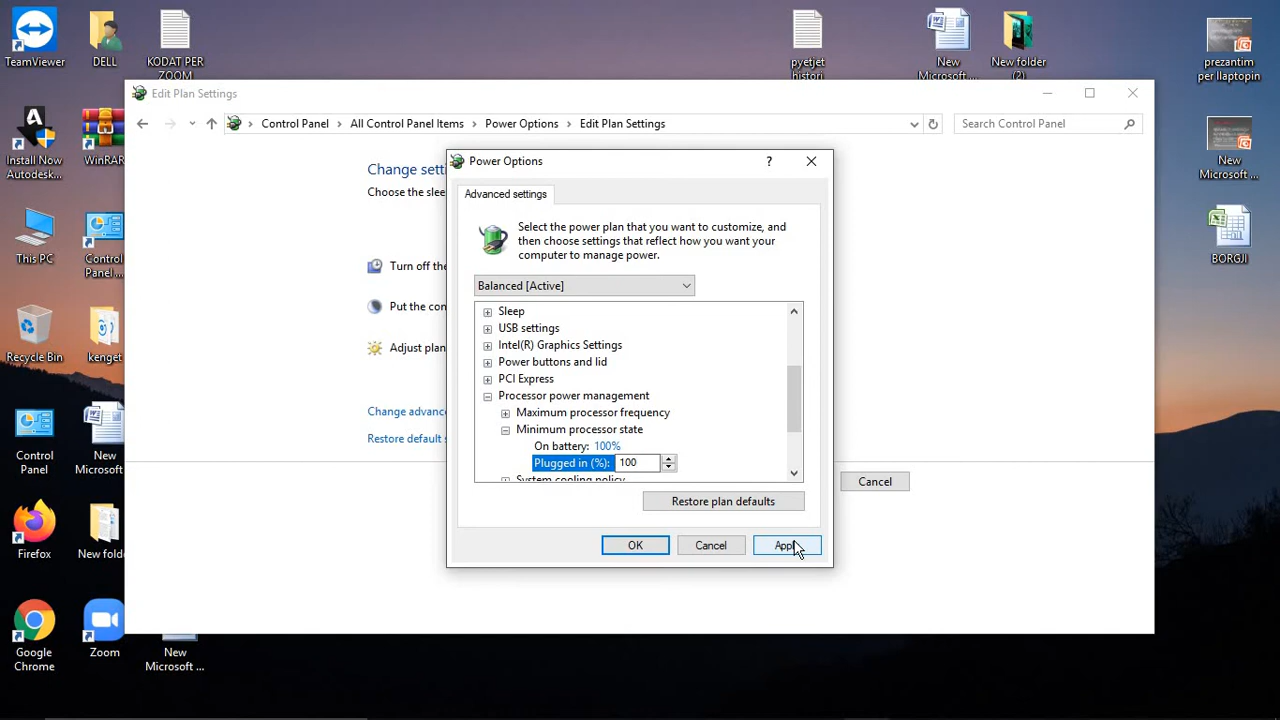 TeamViewer
DELL
KODAT PER
ZOOM
pyetjet
histori
New
Microsoft ...
New folder
(2)
prezantim
per llaptopin
Edit Plan Settings
Control Panel
All Control Panel Items
Power Options
Edit Plan Settings
Search Control Panel
Install Now
Autodesk...
WinRAR
New
Microsoft ...
Change setti
Choose the slee
Power Options
?
Advanced settings
Select the power plan that you want to customize, and
then choose settings that reflect how you want your
computer to manage power.
Balanced [Active]
This PC
Control
Panel ...
BORGJI
Turn off the
Put the con
Adjust plan
Sleep
USB settings
Intel(R) Graphics Settings
Power buttons and lid
PCI Express
Processor power management
Maximum processor frequency
Minimum processor state
On battery: 100%
Plugged in (%): 100
System cooling policy
Recycle Bin
kenget
Change advanc
Restore default s
Control
Panel
New
Microsoft
Cancel
Restore plan defaults
OK
Cancel
Firefox
New folde
Google
Chrome
Zoom
New
Microsoft ...